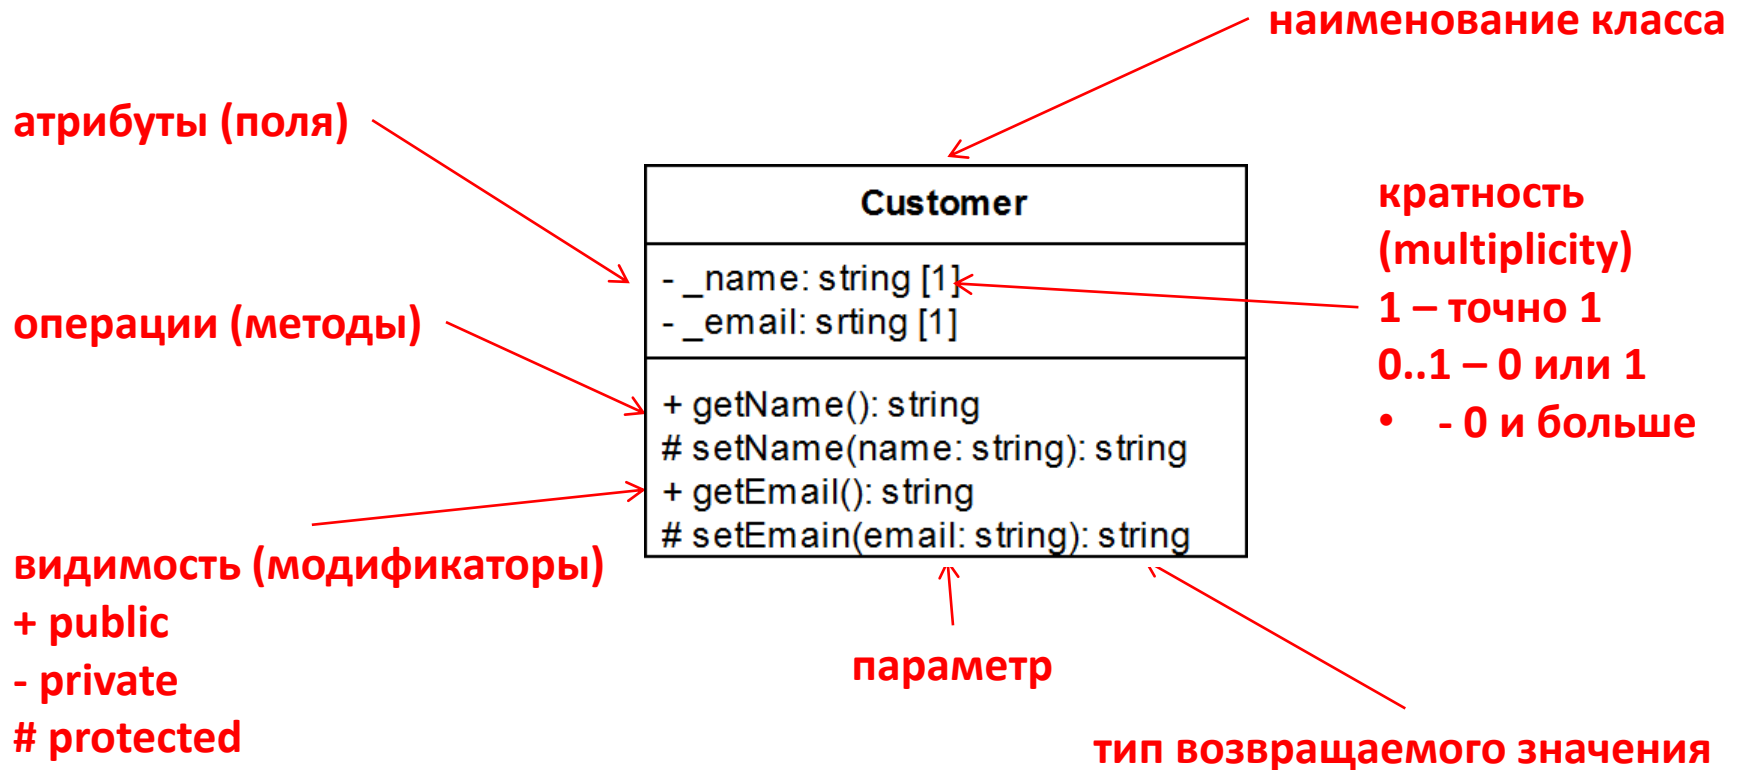 наименование класса
атрибуты (поля)
Customer
- _name: string [1]
- _email: srting [1]
кратность
(multiplicity)
1 – точно 1
0..1 – 0 или 1
• - 0 и больше
операции (методы)
+ getName(): string
# setName(name: string): string
+ getEmail(): string
# setEmain(email: string): string
видимость (модификаторы)
+ public
- private
# protected
параметр
тип возвращаемого значения